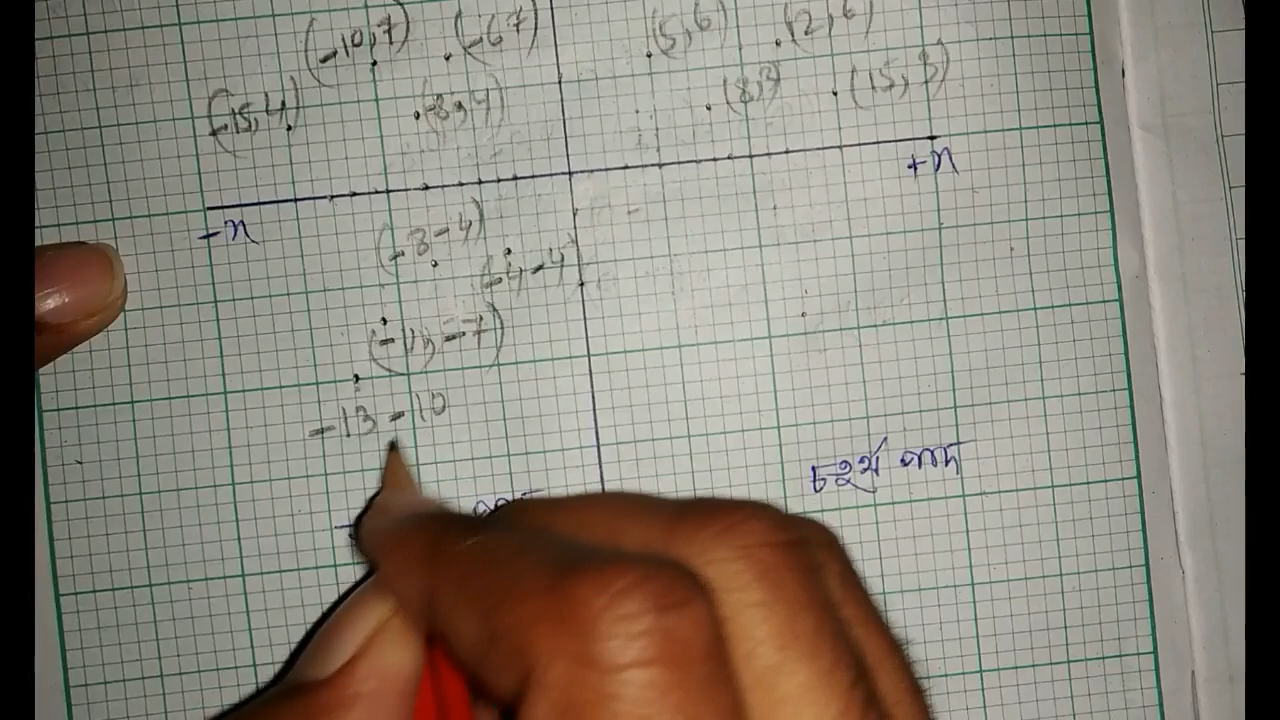 (-10,7) (-6 7) (5,6) (2,6)
(-15,4) (-8,4) (8,3) (15,3)
-x +x
(-8-4)
(-4-4)
(-11,-7)
-13-10
চতুর্থ পাদ